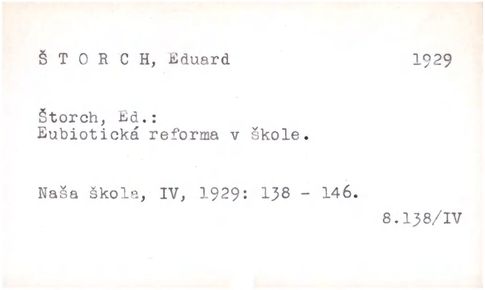 Š T O R C H, Eduard 1929
Štorch, Ed.:
Eubiotická reforma v škole.
Naša škola, IV, 1929: 138 - 146.
8.138/IV